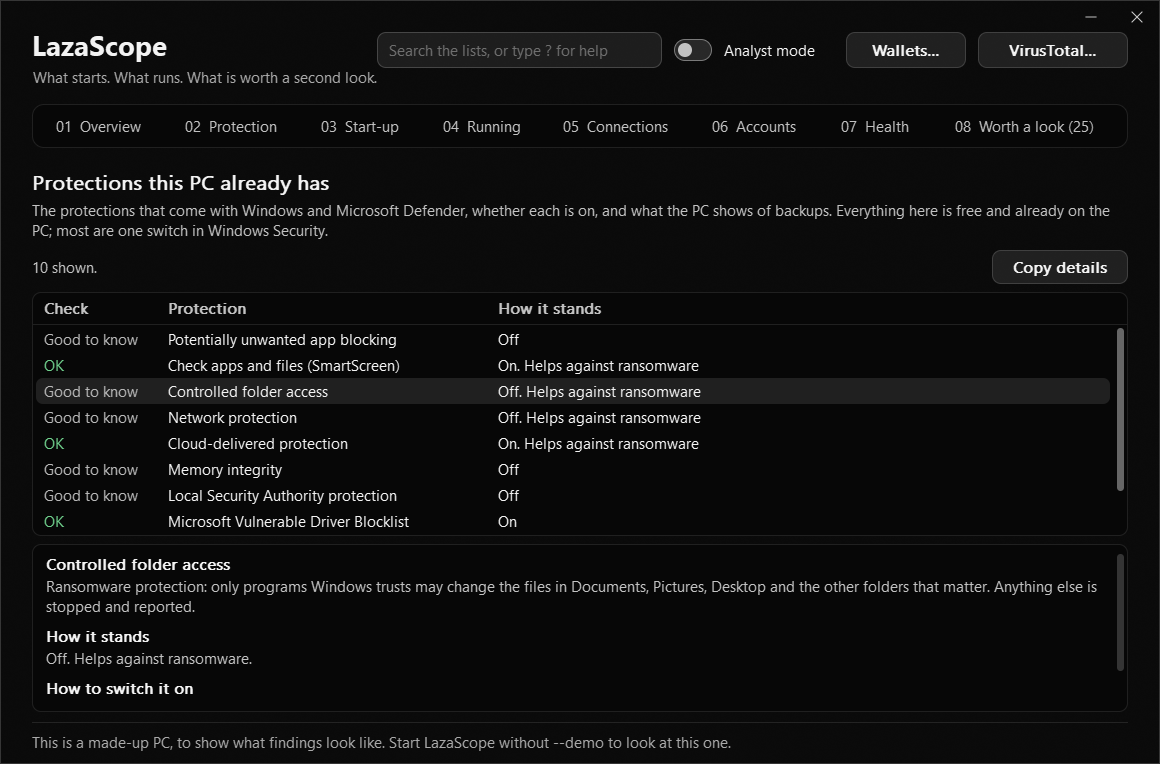 LazaScope
What starts. What runs. What is worth a second look.
Search the lists, or type ? for help
Analyst mode
Wallets...
VirusTotal...
01 Overview 02 Protection 03 Start-up 04 Running 05 Connections 06 Accounts 07 Health 08 Worth a look (25)
Protections this PC already has
The protections that come with Windows and Microsoft Defender, whether each is on, and what the PC shows of backups. Everything here is free and already on the
PC; most are one switch in Windows Security.
10 shown.
Copy details
Check Protection How it stands
Good to know Potentially unwanted app blocking Off
OK Check apps and files (SmartScreen) On. Helps against ransomware
Good to know Controlled folder access Off. Helps against ransomware
Good to know Network protection Off. Helps against ransomware
OK Cloud-delivered protection On. Helps against ransomware
Good to know Memory integrity Off
Good to know Local Security Authority protection Off
OK Microsoft Vulnerable Driver Blocklist On
Controlled folder access
Ransomware protection: only programs Windows trusts may change the files in Documents, Pictures, Desktop and the other folders that matter. Anything else is
stopped and reported.
How it stands
Off. Helps against ransomware.
How to switch it on
This is a made-up PC, to show what findings look like. Start LazaScope without --demo to look at this one.